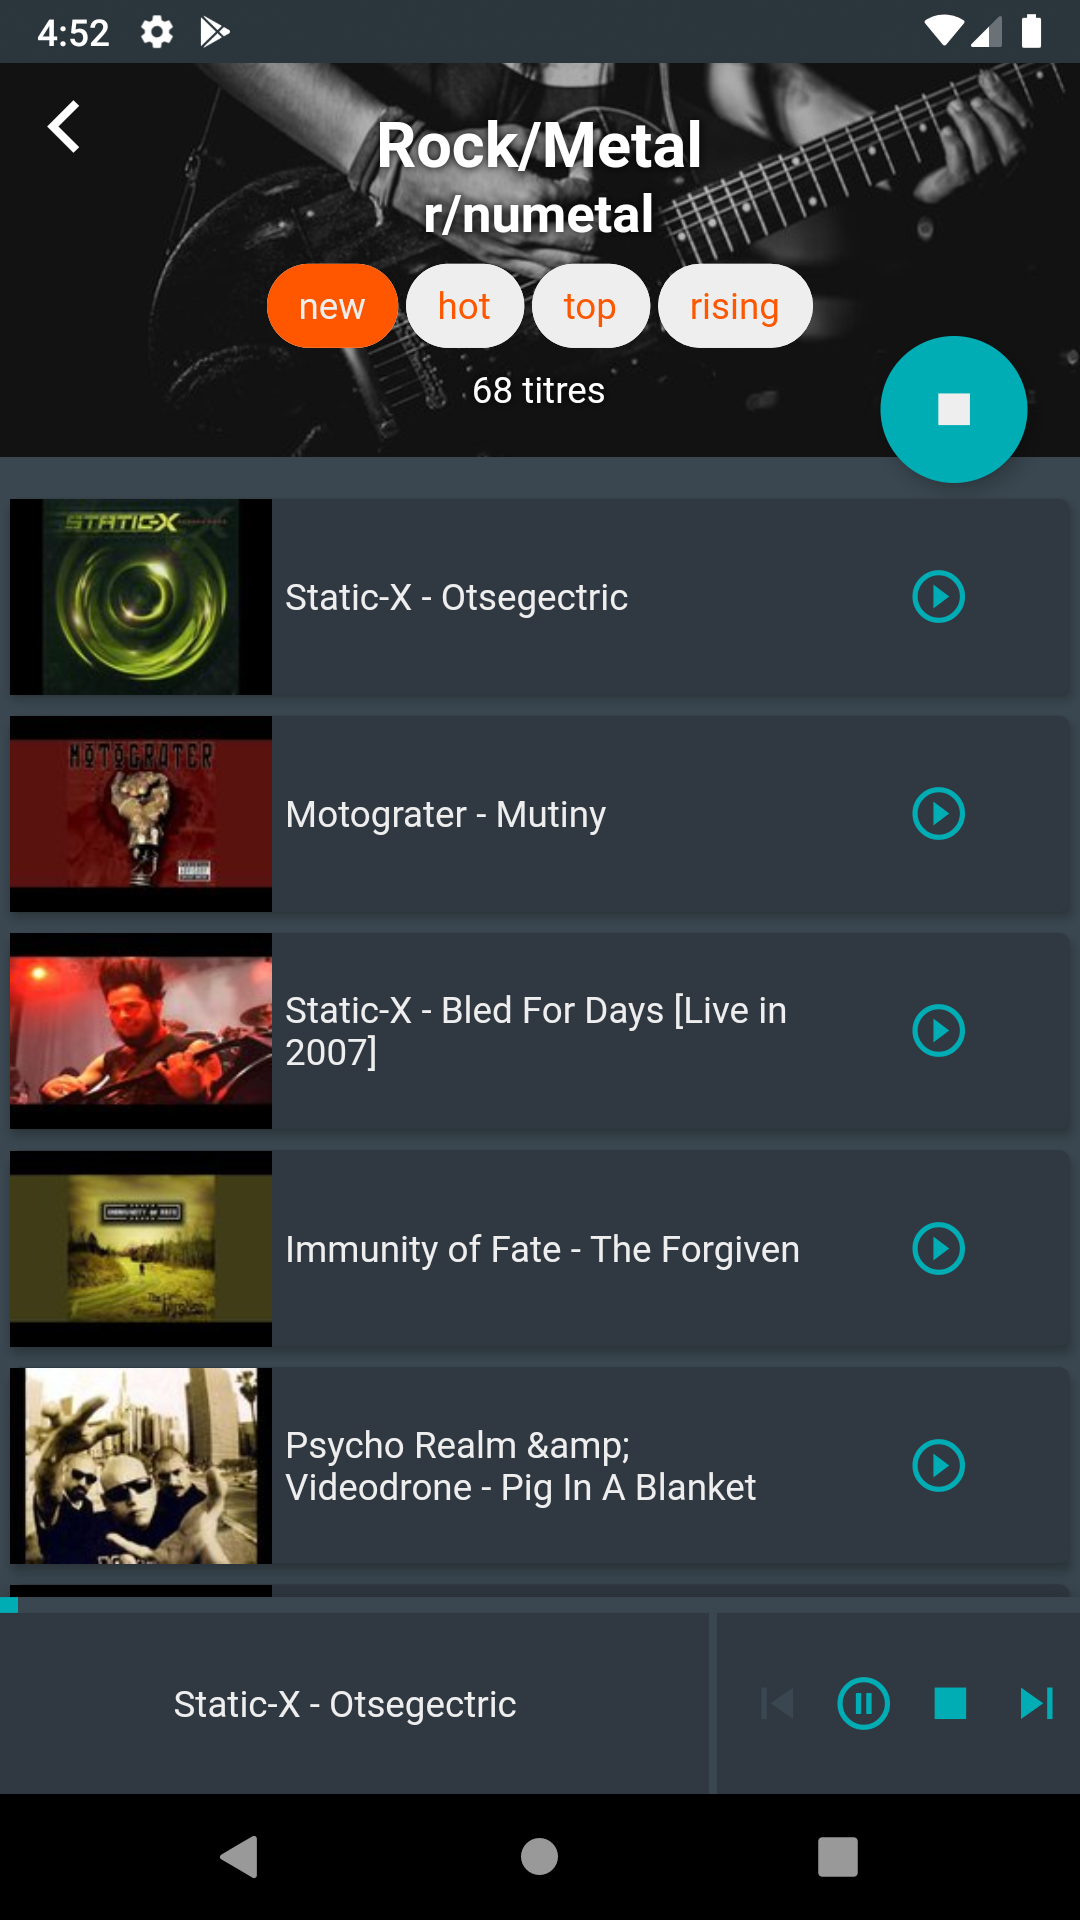 4:52
Rock/Metal
r/numetal
new hot top rising
68 titres
STATIC-X
Static-X - Otsegectric
MOTOGRATER
Motograter - Mutiny
Static-X - Bled For Days [Live in
2007]
Immunity of Fate - The Forgiven
Psycho Realm &amp;
Videodrone - Pig In A Blanket
Static-X - Otsegectric